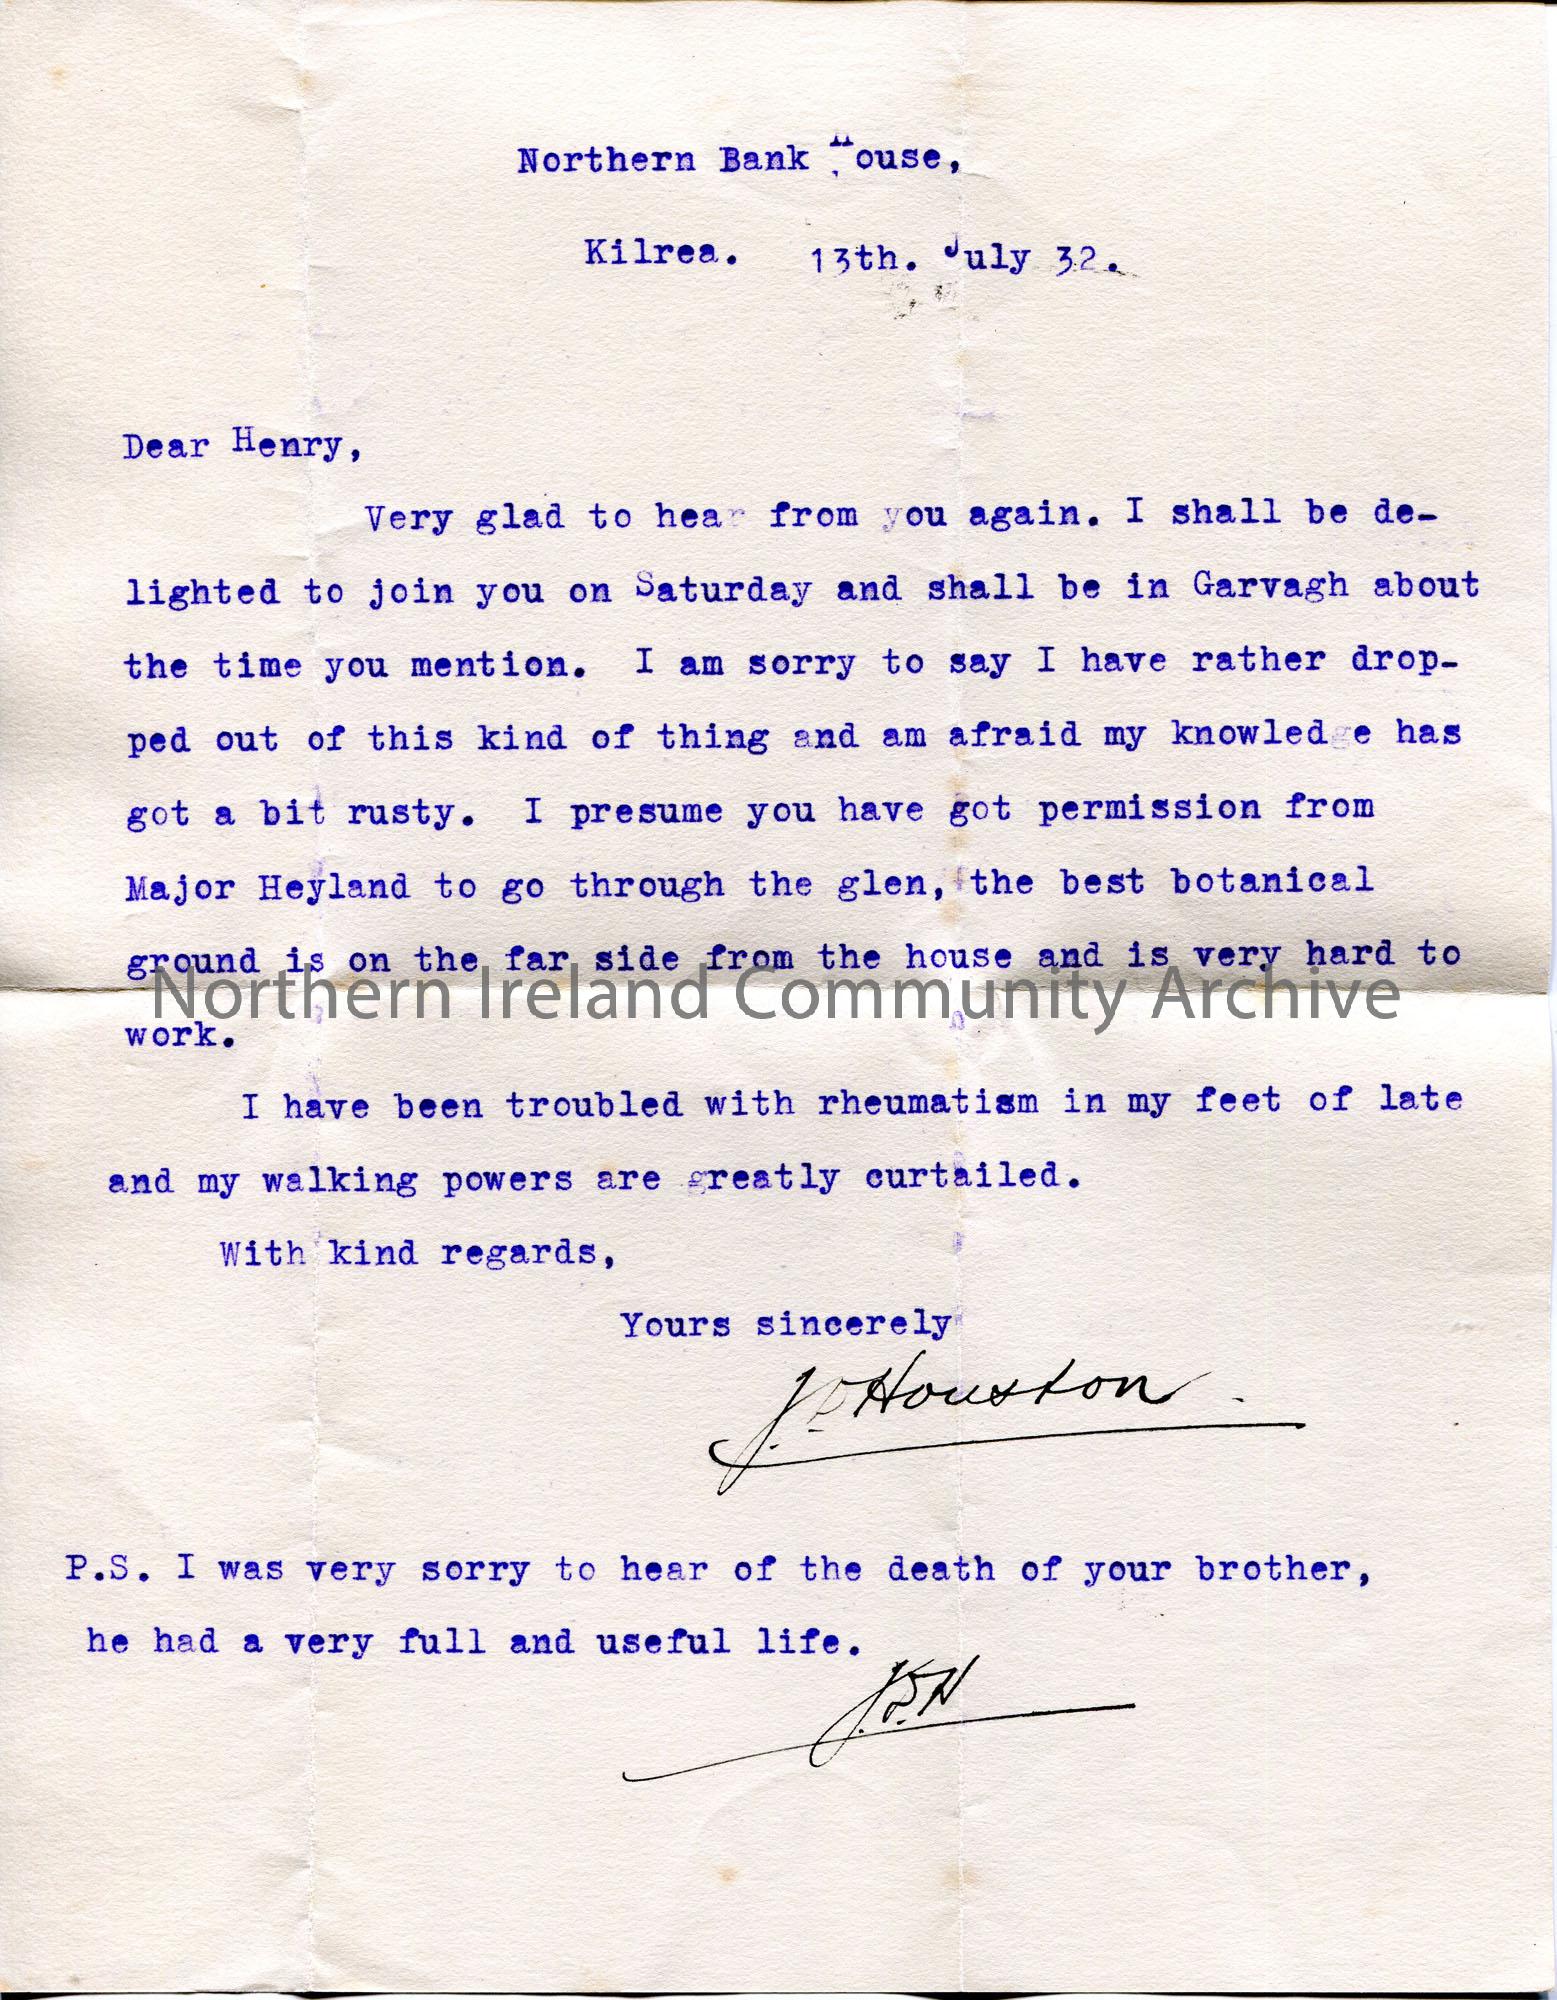 Northern Bank House,
Kilrea. 13th. July 32.
Dear Henry,
Very glad to hear from you again. I shall be de-
lighted to join you on Saturday and shall be in Garvagh about
the time you mention. I am sorry to say I have rather drop-
ped out of this kind of thing and am afraid my knowledge has
got a bit rusty. I presume you have got permission from
Major Heyland to go through the glen, the best botanical
ground is on the far side from the house and is very hard to
Northern Ireland Community Archive
work.
I have been troubled with rheumatism in my feet of late
and my walking powers are greatly curtailed.
With kind regards,
Yours sincerely
Houston.
P.S. I was very sorry to hear of the death of your brother,
he had a very full and useful life.